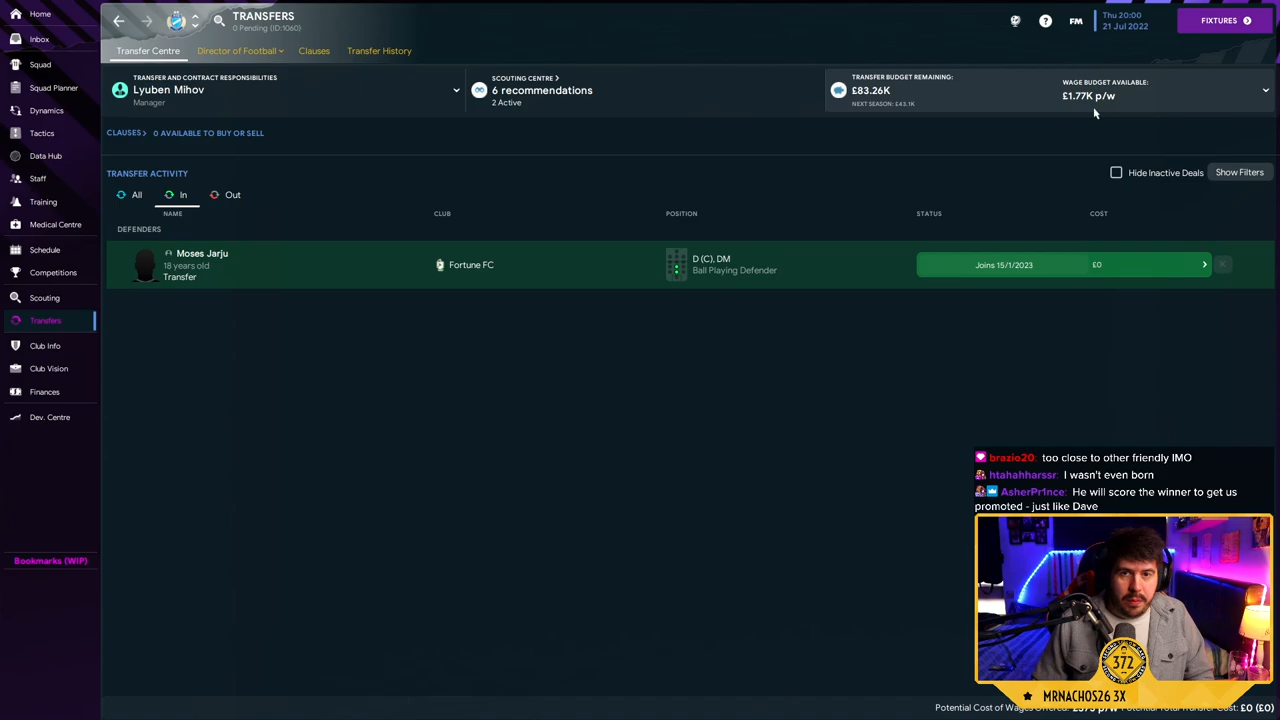 Home
Inbox
Squad
Squad Planner
Dynamics
Tactics
Data Hub
Staff
Training
Medical Centre
Schedule
Competitions
Scouting
Transfers
Club Info
Club Vision
Finances
Dev. Centre
Bookmarks (WIP)
TRANSFERS
0 Pending (ID:1060)
FM
Thu 20:00
21 Jul 2022
FIXTURES
Transfer Centre
Director of Football
Clauses
Transfer History
TRANSFER AND CONTRACT RESPONSIBILITIES
Lyuben Mihov
Manager
SCOUTING CENTRE >
6 recommendations
2 Active
TRANSFER BUDGET REMAINING:
£83.26K
NEXT SEASON: £43.1K
WAGE BUDGET AVAILABLE:
£1.77K p/w
CLAUSES > 0 AVAILABLE TO BUY OR SELL
TRANSFER ACTIVITY
Hide Inactive Deals
Show Filters
All
In
Out
NAME
CLUB
POSITION
STATUS
COST
DEFENDERS
Moses Jarju
18 years old
Transfer
Fortune FC
D (C), DM
Ball Playing Defender
Joins 15/1/2023
£0
brazio20: too close to other friendly IMO
htahahharssr: I wasn't even born
AsherPr1nce: He will score the winner to get us
promoted - just like Dave
372
MRNACHOS26 3X
Potential Cost of Wages Offered:
£0 (£0)